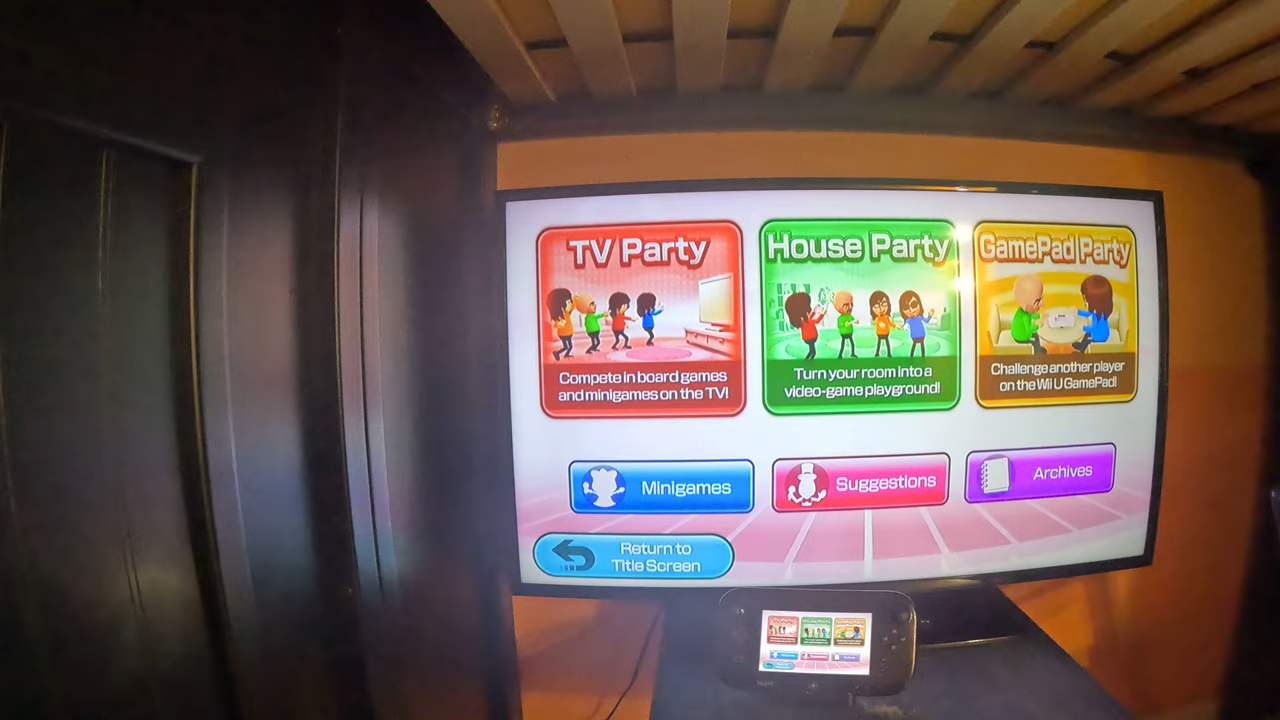 TV Party
Compete in board games
and minigames on the TV!
House Party
Turn your room into a
video-game playground!
GamePad Party
Challenge another player
on the Wii U GamePad!
Minigames
Suggestions
Archives
Return to
Title Screen